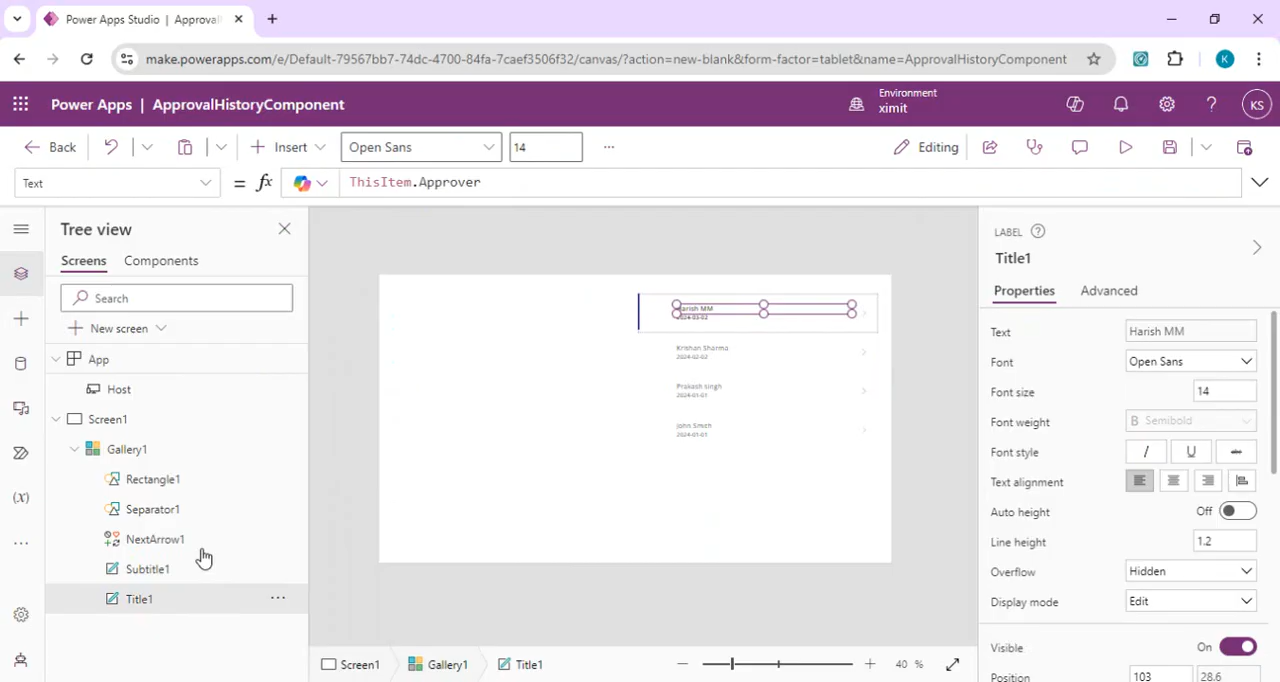 Power Apps Studio | Approval
make.powerapps.com/e/Default-79567bb7-74dc-4700-84fa-7caef3506f32/canvas/?action=new-blank&form-factor=tablet&name=ApprovalHistoryComponent
K
Power Apps | ApprovalHistoryComponent
Environment
ximit
KS
Back
Insert
Open Sans
14
Editing
Text
= fx
ThisItem.Approver
Tree view
Screens
Components
Search
New screen
App
Host
Screen1
Gallery1
Rectangle1
Separator1
NextArrow1
Subtitle1
Title1
Harish MM
2024-03-02
Krishan Sharma
2024-02-02
Prakash singh
2024-01-01
John Smith
2024-01-01
Screen1
Gallery1
Title1
40 %
LABEL
Title1
Properties
Advanced
Text
Harish MM
Font
Open Sans
Font size
14
Font weight
B Semibold
Font style
Text alignment
Auto height
Off
Line height
1.2
Overflow
Hidden
Display mode
Edit
Visible
On
Position
103
28.6